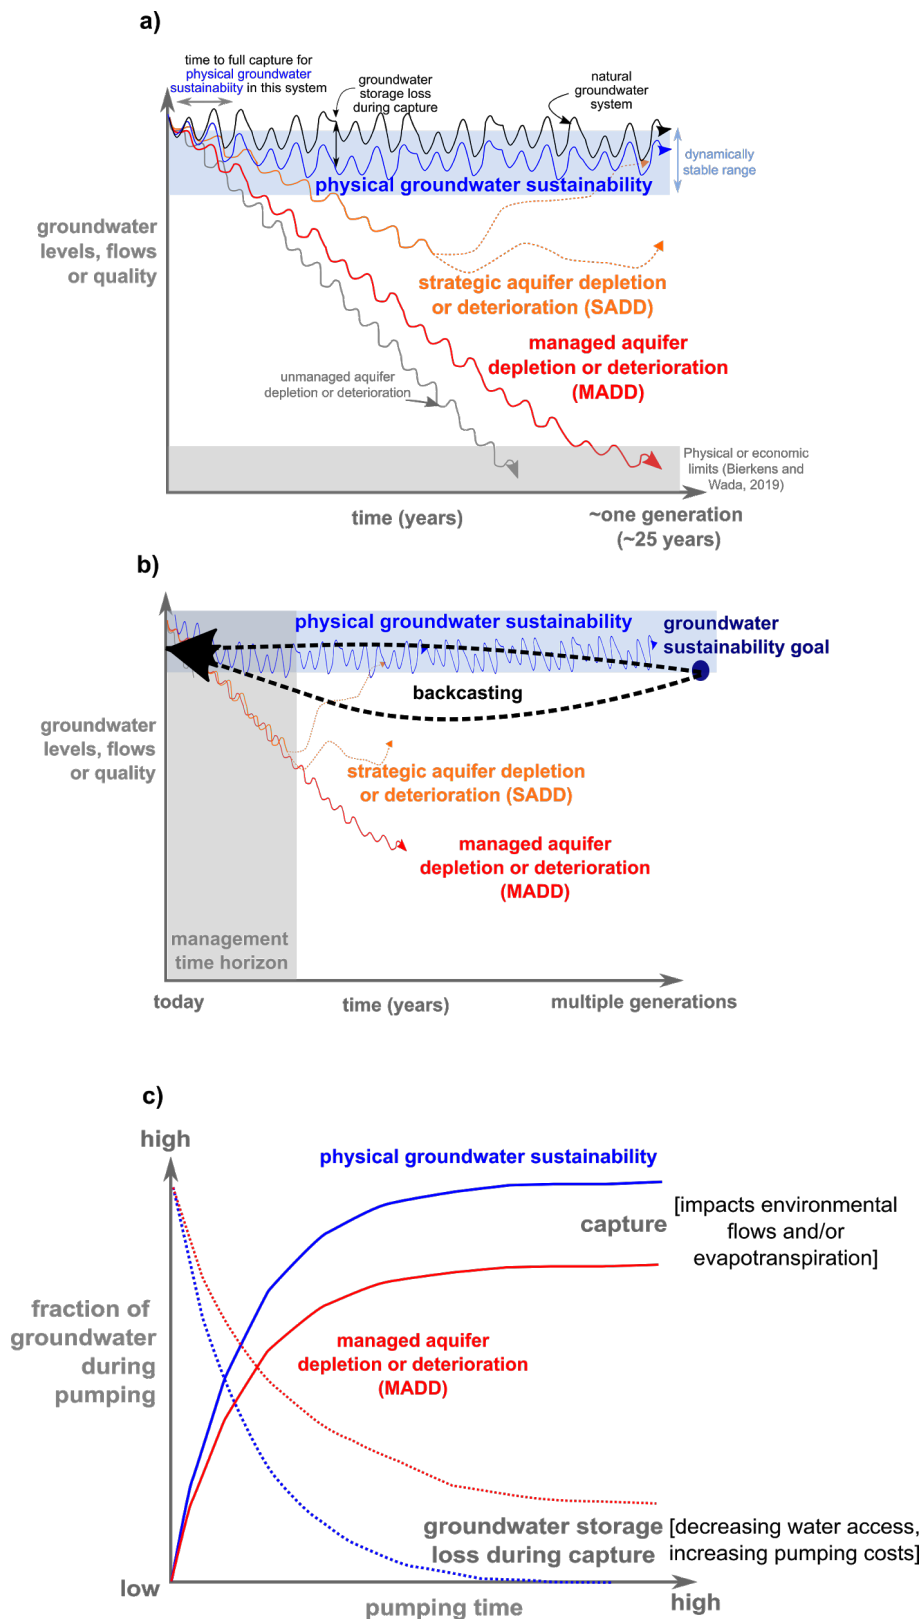 a)
time to full capture for
physical groundwater
sustainabiity in this system
groundwater
storage loss
during capture
natural
groundwater
system
dynamically
stable range
physical groundwater sustainability
groundwater
levels, flows
or quality
strategic aquifer depletion
or deterioration (SADD)
managed aquifer
depletion or deterioration
(MADD)
unmanaged aquifer
depletion or deterioration
Physical or economic
limits (Bierkens and
Wada, 2019)
time (years)
~one generation
(~25 years)
b)
physical groundwater sustainability
groundwater
sustainability goal
backcasting
groundwater
levels, flows
or quality
strategic aquifer depletion
or deterioration (SADD)
managed aquifer
depletion or deterioration
(MADD)
management
time horizon
today
time (years)
multiple generations
c)
high
physical groundwater sustainability
capture
[impacts environmental
flows and/or
evapotranspiration]
fraction of
groundwater
during
pumping
managed aquifer
depletion or deterioration
(MADD)
groundwater storage
loss during capture
[decreasing water access,
increasing pumping costs]
low
pumping time
high